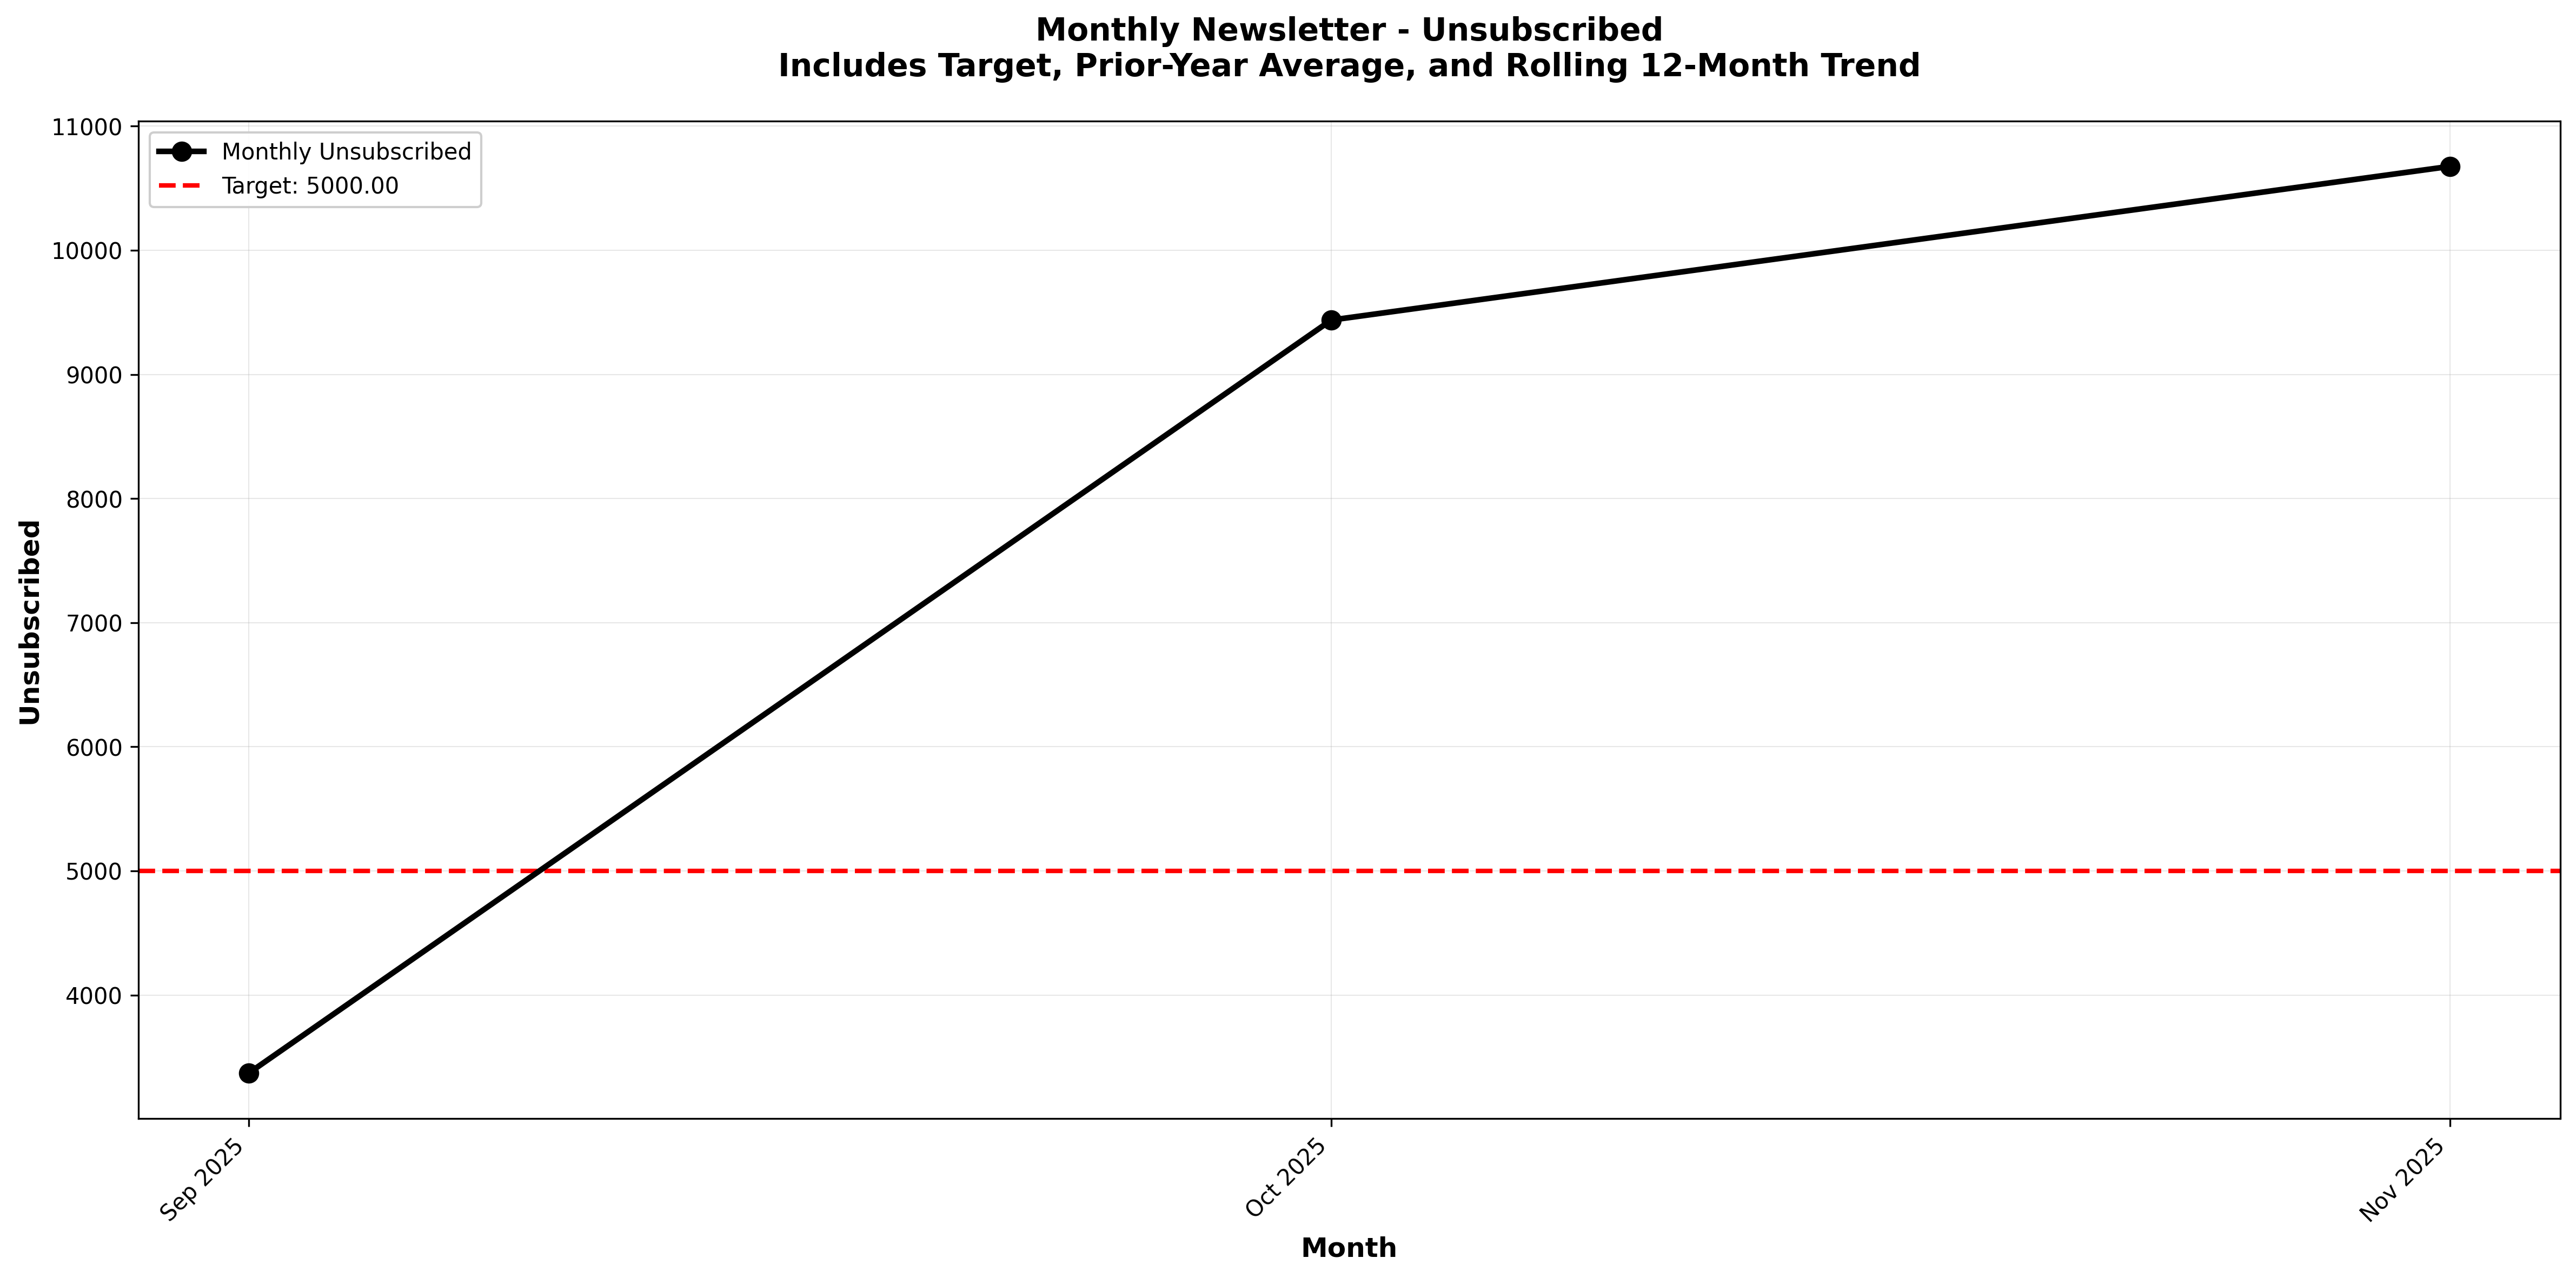 Monthly Newsletter - Unsubscribed
Includes Target, Prior-Year Average, and Rolling 12-Month Trend
Monthly Unsubscribed
Target: 5000.00
Unsubscribed
11000
10000
9000
8000
7000
6000
5000
4000
Sep 2025
Oct 2025
Nov 2025
Month